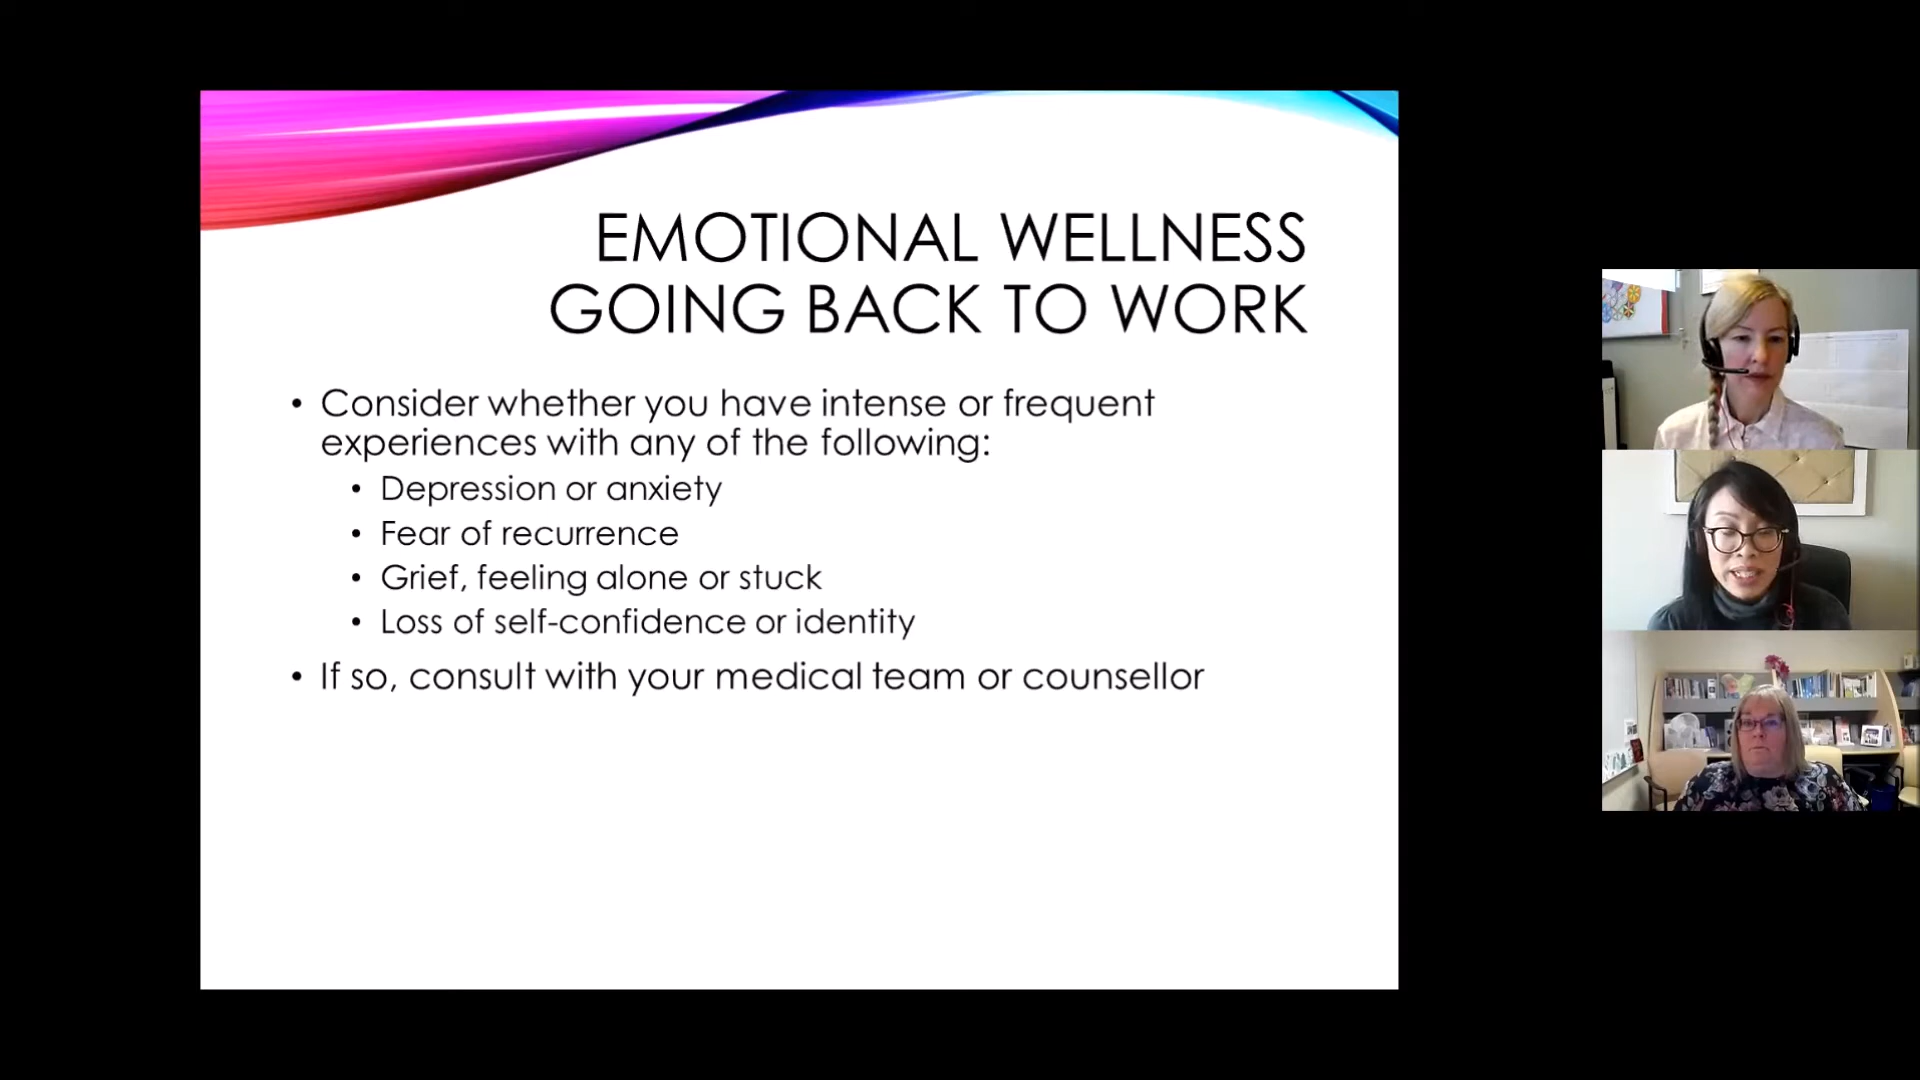 EMOTIONAL WELLNESS
GOING BACK TO WORK
• Consider whether you have intense or frequent
experiences with any of the following:
• Depression or anxiety
• Fear of recurrence
• Grief, feeling alone or stuck
• Loss of self-confidence or identity
• If so, consult with your medical team or counsellor